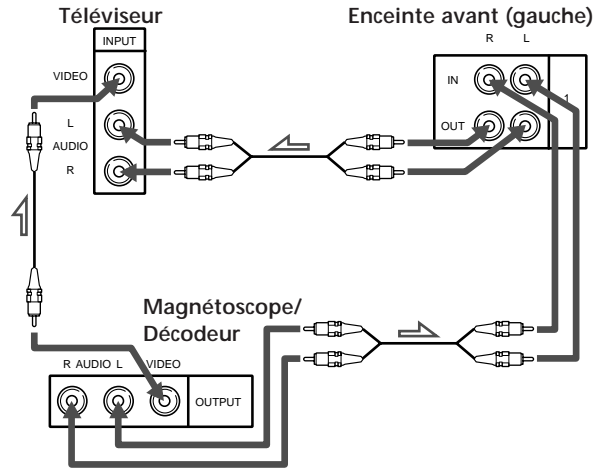 Téléviseur
INPUT
VIDEO
L
AUDIO
R
Enceinte avant (gauche)
R L
IN
OUT
1
Magnétoscope/
Décodeur
R AUDIO L VIDEO
OUTPUT